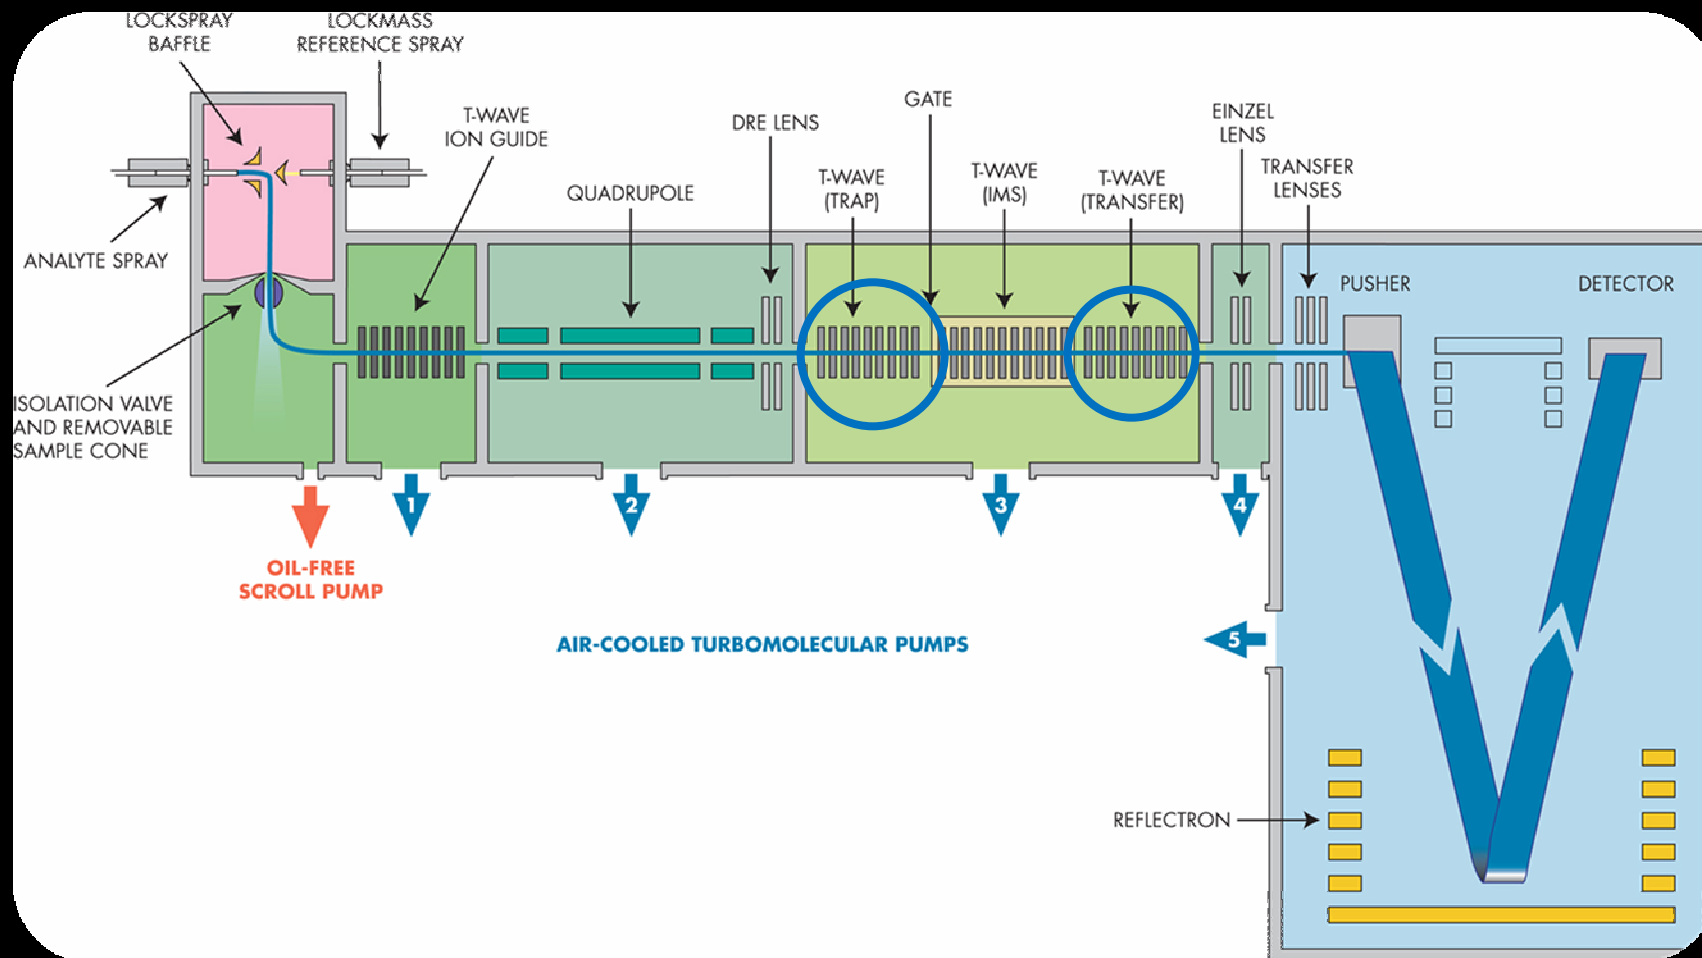 LOCKSPRAY
BAFFLE
LOCKMASS
REFERENCE SPRAY
T-WAVE
ION GUIDE
QUADRUPOLE
DRE LENS
GATE
T-WAVE
(TRAP)
T-WAVE
(IMS)
T-WAVE
(TRANSFER)
EINZEL
LENS
TRANSFER
LENSES
PUSHER
DETECTOR
ANALYTE SPRAY
ISOLATION VALVE
AND REMOVABLE
SAMPLE CONE
1
2
3
4
OIL-FREE
SCROLL PUMP
AIR-COOLED TURBOMOLECULAR PUMPS
5
REFLECTRON